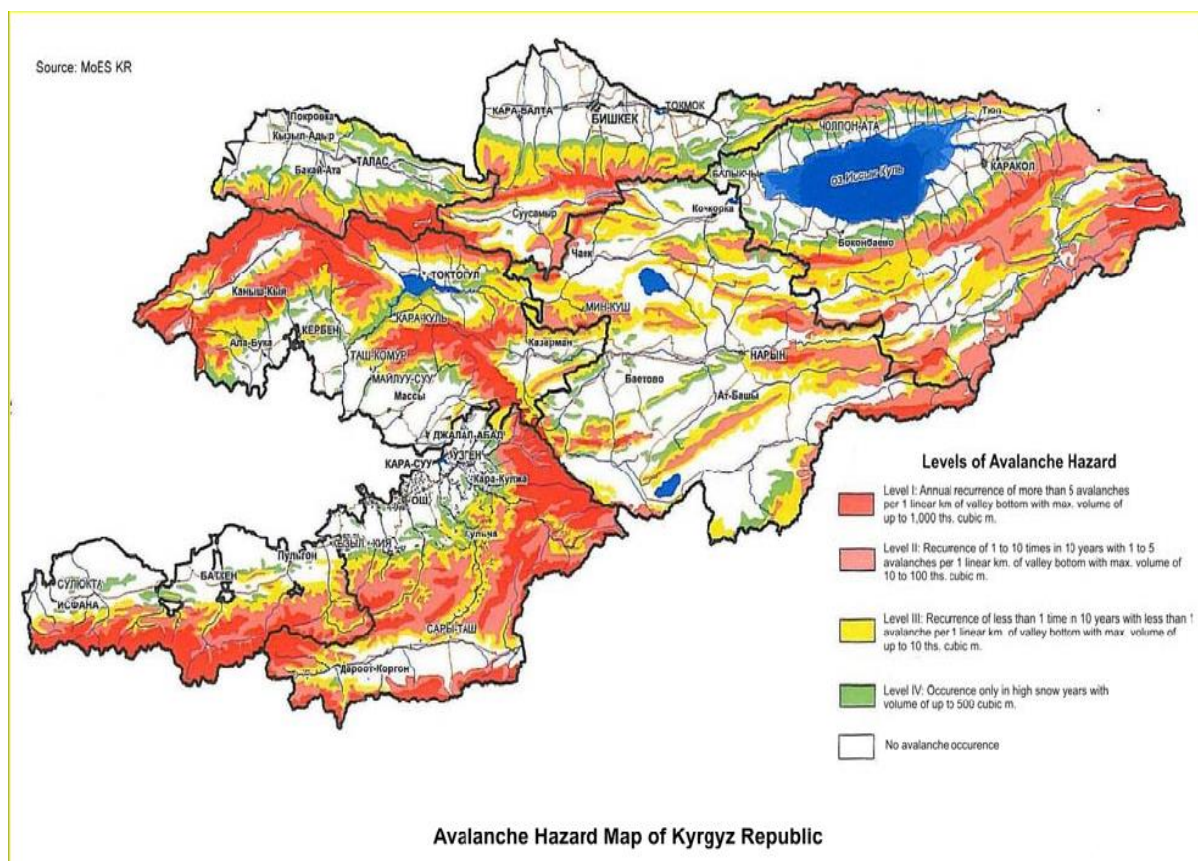 Source: MoES KR
Покровка
Кызыл-Адыр
ТАЛАС
Бакай-Ата
КАРА-БАЛТА
ТОКМОК
БИШКЕК
Тюп
ЧОЛПОН-АТА
КАРАКОЛ
БАЛЫКЧЫ
оз.Иссык-Куль
Суусамыр
Кочкорка
Боконбаево
Чаек
ТОКТОГУЛ
Каныш-Кыя
МИН-КУШ
КАРА-КУЛЬ
КЕРБЕН
Ала-Бука
Казарман
ТАШ-КОМУР
НАРЫН
МАЙЛУУ-СУУ
Баетово
Массы
Ат-Башы
ДЖАЛАЛ-АБАД
УЗГЕН
КАРА-СУУ
Кара-Кулжа
ОШ
Гульча
Пульгон
БАТКЕН
СУЛЮКТА
ИСФАНА
САРЫ-ТАШ
Дароот-Коргон
Levels of Avalanche Hazard
Level I: Annual recurrence of more than 5 avalanches
per 1 linear km of valley bottom with max. volume of
up to 1,000 ths. cubic m.
Level II: Recurrence of 1 to 10 times in 10 years with 1 to 5
avalanches per 1 linear km. of valley bottom with max. volume of
10 to 100 ths. cubic m.
Level III: Recurrence of less than 1 time in 10 years with less than 1
avalanche per 1 linear km. of valley bottom with max. volume of
up to 10 ths. cubic m.
Level IV: Occurence only in high snow years with
volume of up to 500 cubic m.
No avalanche occurence
Avalanche Hazard Map of Kyrgyz Republic